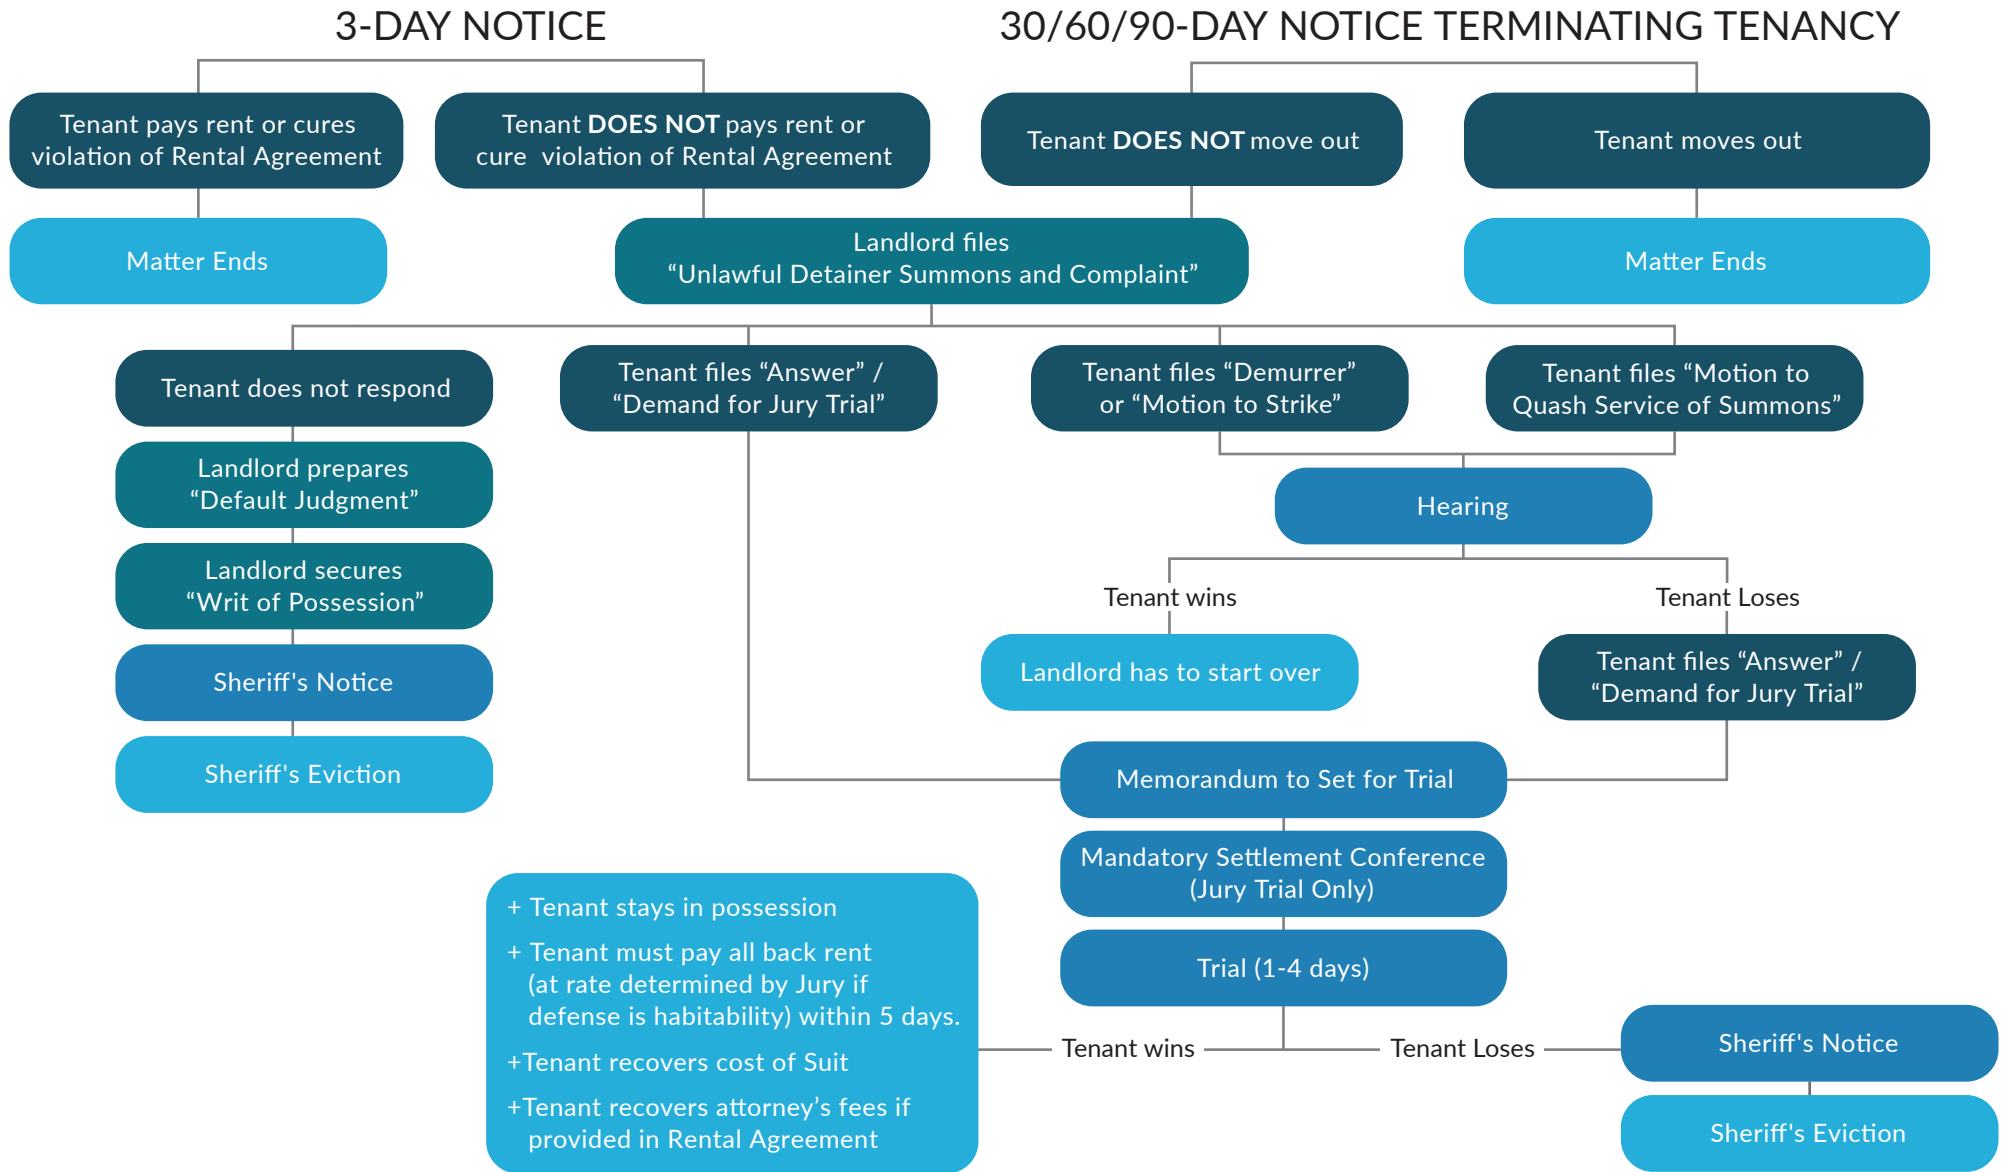 3-DAY NOTICE
30/60/90-DAY NOTICE TERMINATING TENANCY
Tenant pays rent or cures
violation of Rental Agreement
Tenant DOES NOT pays rent or
cure violation of Rental Agreement
Tenant DOES NOT move out
Tenant moves out
Matter Ends
Landlord files
“Unlawful Detainer Summons and Complaint”
Matter Ends
Tenant does not respond
Tenant files “Answer” /
“Demand for Jury Trial”
Tenant files “Demurrer”
or “Motion to Strike”
Tenant files “Motion to
Quash Service of Summons”
Landlord prepares
“Default Judgment”
Landlord secures
“Writ of Possession”
Sheriff's Notice
Sheriff's Eviction
Hearing
Tenant wins
Tenant Loses
Landlord has to start over
Tenant files “Answer” /
“Demand for Jury Trial”
Memorandum to Set for Trial
Mandatory Settlement Conference
(Jury Trial Only)
Trial (1-4 days)
Tenant wins
Tenant Loses
+ Tenant stays in possession
+ Tenant must pay all back rent
(at rate determined by Jury if
defense is habitability) within 5 days.
+Tenant recovers cost of Suit
+Tenant recovers attorney’s fees if
provided in Rental Agreement
Sheriff's Notice
Sheriff's Eviction